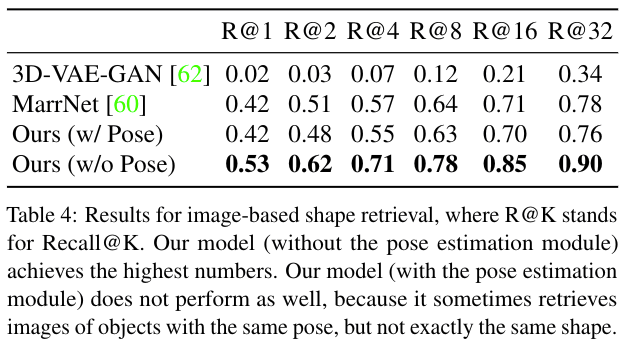 R@1 R@2 R@4 R@8 R@16 R@32
3D-VAE-GAN [62] 0.02 0.03 0.07 0.12 0.21 0.34
MarrNet [60] 0.42 0.51 0.57 0.64 0.71 0.78
Ours (w/ Pose) 0.42 0.48 0.55 0.63 0.70 0.76
Ours (w/o Pose) 0.53 0.62 0.71 0.78 0.85 0.90
Table 4: Results for image-based shape retrieval, where R@K stands
for Recall@K. Our model (without the pose estimation module)
achieves the highest numbers. Our model (with the pose estimation
module) does not perform as well, because it sometimes retrieves
images of objects with the same pose, but not exactly the same shape.